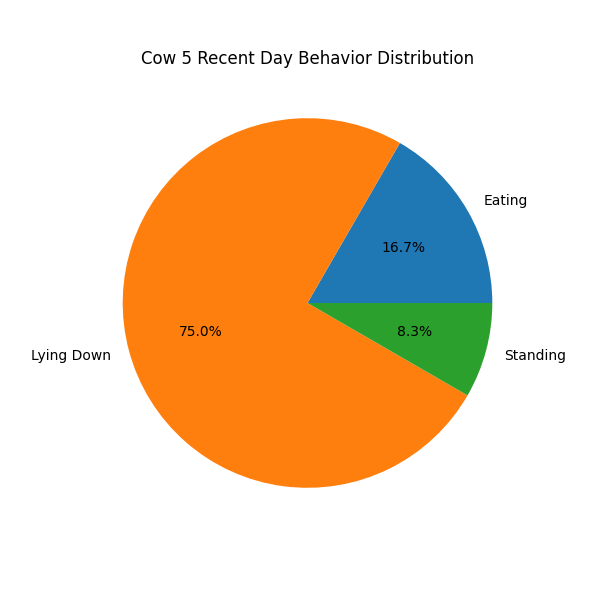 Cow 5 Recent Day Behavior Distribution
Eating
16.7%
75.0%
8.3%
Lying Down
Standing